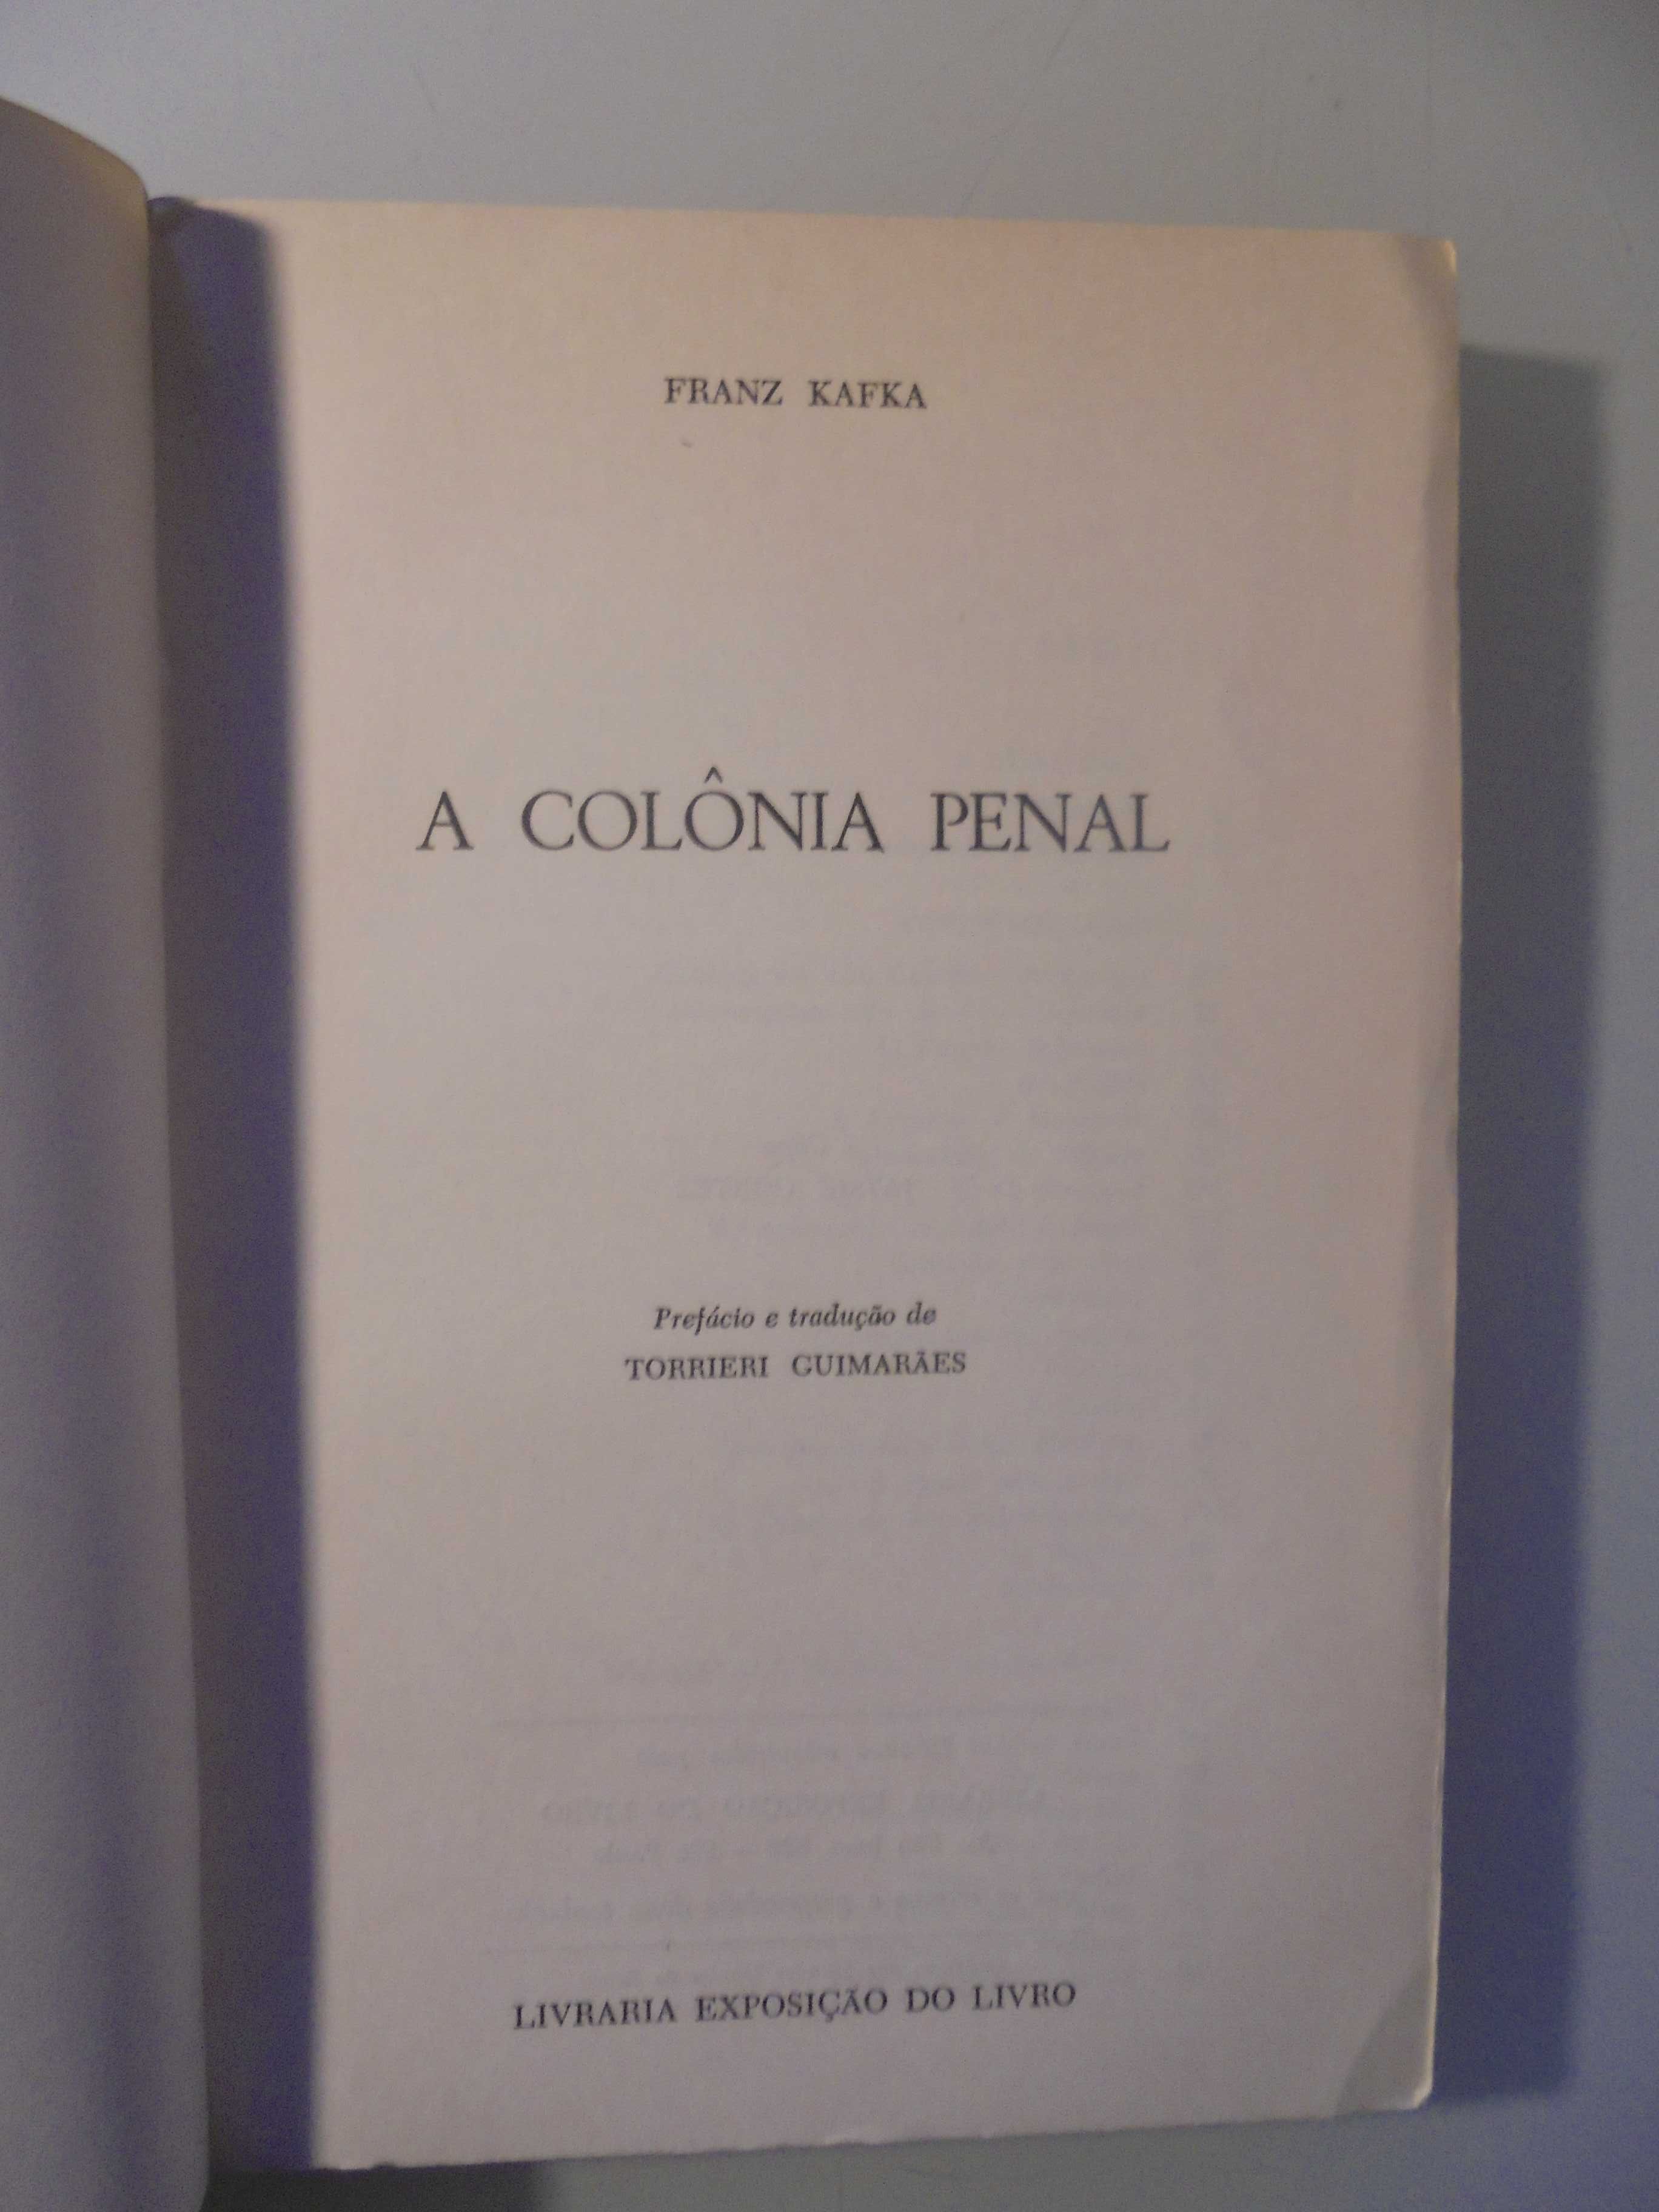 FRANZ KAFKA
A COLÔNIA PENAL
Prefácio e tradução de
TORRIERI GUIMARÃES
LIVRARIA EXPOSIÇÃO DO LIVRO